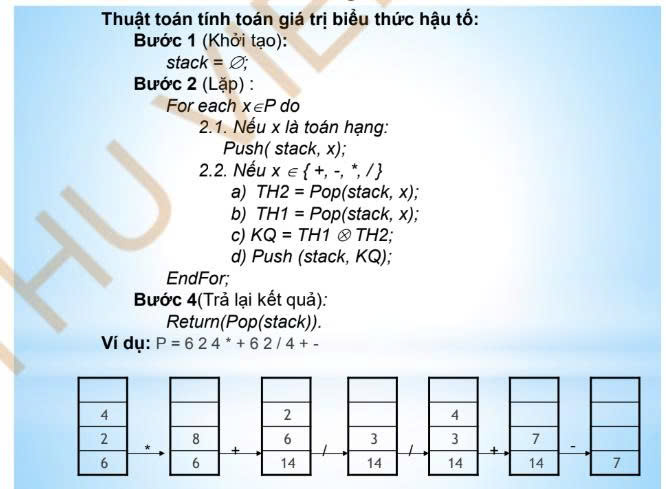 Thuật toán tính toán giá trị biểu thức hậu tố:
Bước 1 (Khởi tạo):
stack = ∅;
Bước 2 (Lặp) :
For each x∈P do
2.1. Nếu x là toán hạng:
Push( stack, x);
2.2. Nếu x ∈ { +, -, *, / }
a) TH2 = Pop(stack, x);
b) TH1 = Pop(stack, x);
c) KQ = TH1 ⊗ TH2;
d) Push (stack, KQ);
EndFor;
Bước 4(Trả lại kết quả):
Return(Pop(stack)).
Ví dụ: P = 6 2 4 * + 6 2 / 4 + -
4 2 4
2 * 8 + 6 / 3 / 3 + 7 -
6 6 14 14 14 14 7
THU VIỆ